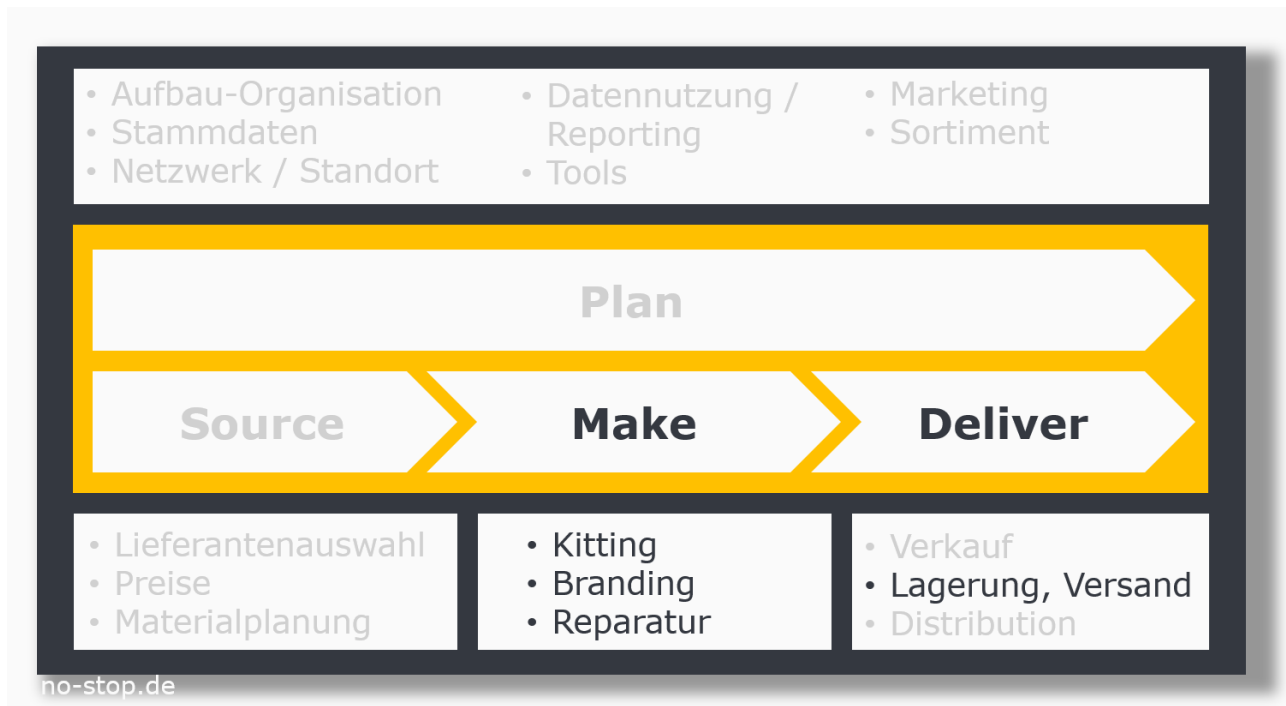 • Aufbau-Organisation
• Stammdaten
• Netzwerk / Standort
• Datennutzung /
Reporting
• Tools
• Marketing
• Sortiment
Plan
Source
Make
Deliver
• Lieferantenauswahl
• Preise
• Materialplanung
• Kitting
• Branding
• Reparatur
• Verkauf
• Lagerung, Versand
• Distribution
no-stop.de